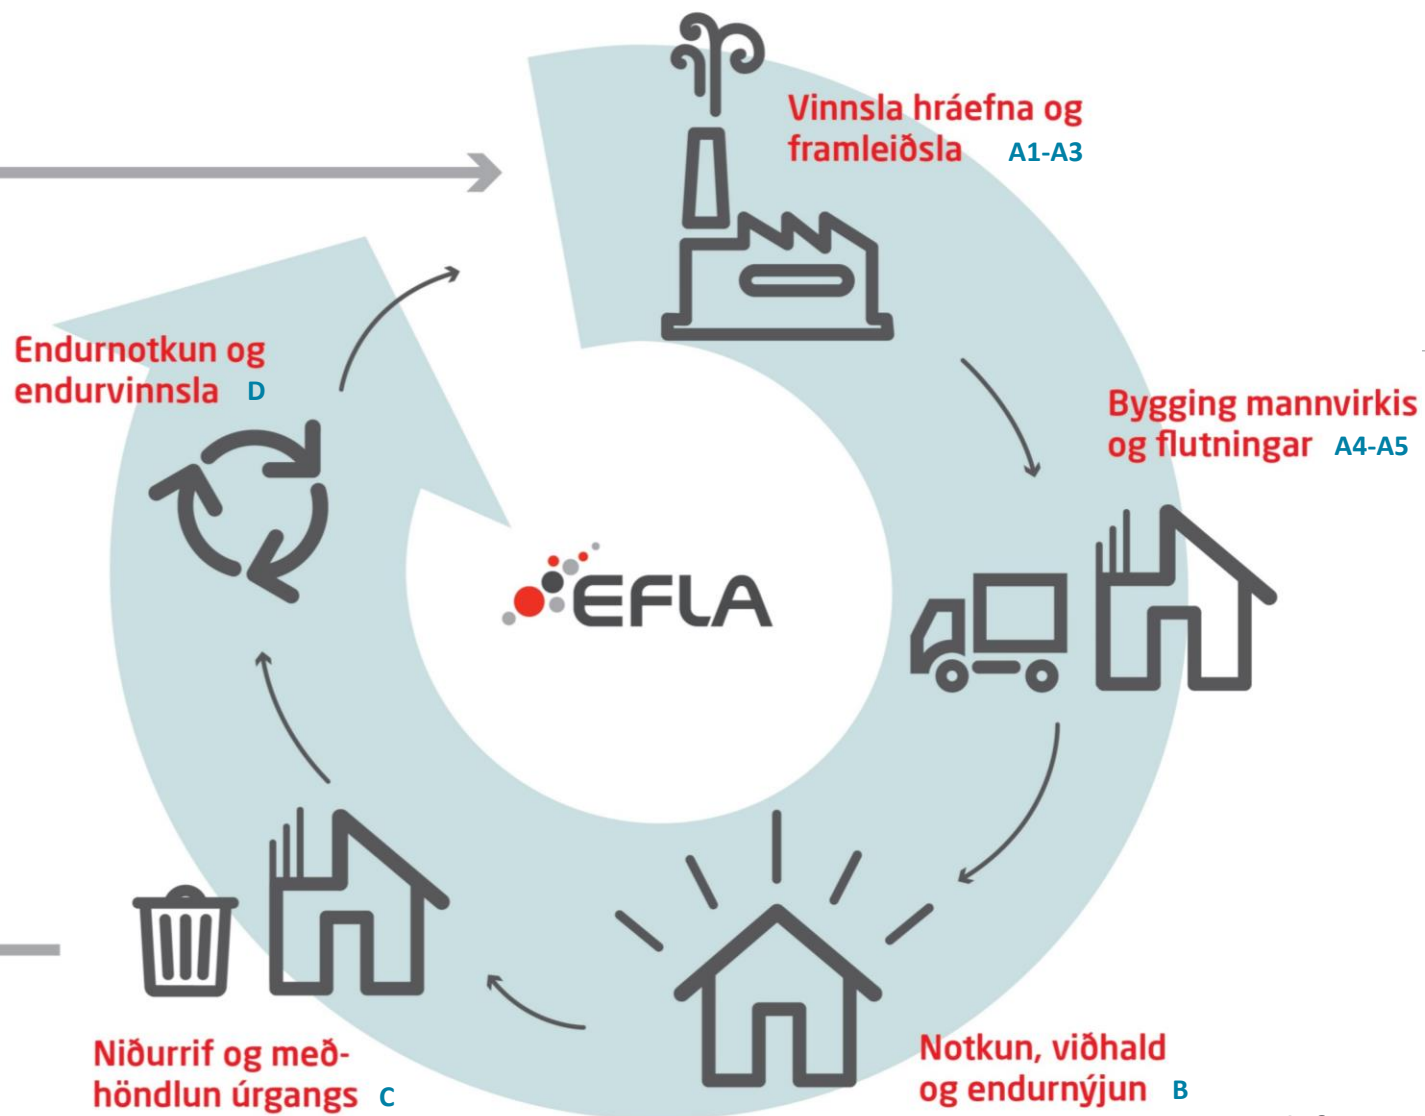 Vinnsla hráefna og
framleiðsla A1-A3
Bygging mannvirkis
og flutningar A4-A5
Notkun, viðhald
og endurnýjun B
Niðurrif og með-
höndlun úrgangs C
Endurnotkun og
endurvinnsla D
EFLA